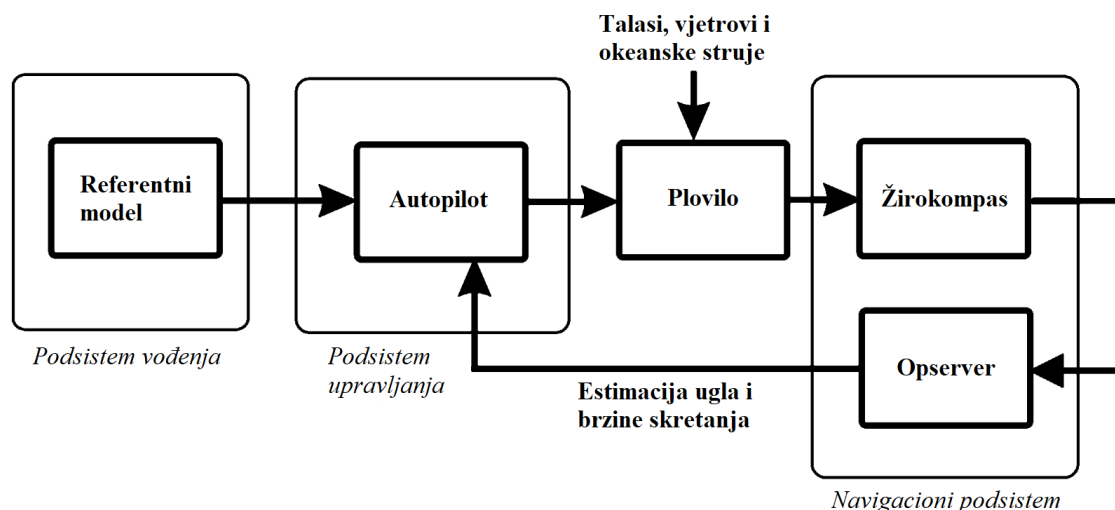 Talasi, vjetrovi i
okeanske struje
Referentni
model
Autopilot
Plovilo
Žirokompas
Opserver
Podsistem vođenja
Podsistem
upravljanja
Estimacija ugla i
brzine skretanja
Navigacioni podsistem